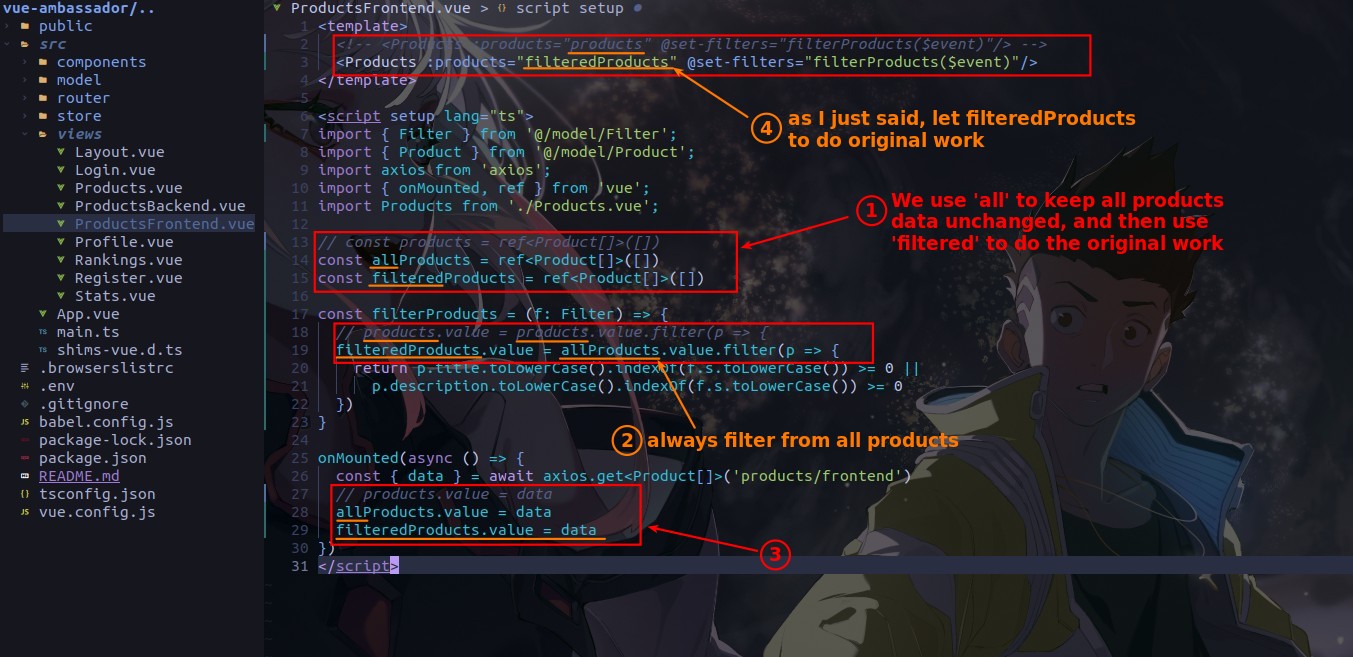 vue-ambassador/..
public
src
components
model
router
store
views
Layout.vue
Login.vue
Products.vue
ProductsBackend.vue
ProductsFrontend.vue
Profile.vue
Rankings.vue
Register.vue
Stats.vue
App.vue
TS main.ts
TS shims-vue.d.ts
.browserslistrc
.env
.gitignore
JS babel.config.js
package-lock.json
package.json
README.md
{} tsconfig.json
JS vue.config.js
ProductsFrontend.vue > {} script setup
1 <template>
2 <!-- <Products :products="products" @set-filters="filterProducts($event)"/> -->
3 <Products :products="filteredProducts" @set-filters="filterProducts($event)"/>
4 </template>
5
6 <script setup lang="ts">
7 import { Filter } from '@/model/Filter';
8 import { Product } from '@/model/Product';
9 import axios from 'axios';
10 import { onMounted, ref } from 'vue';
11 import Products from './Products.vue';
12
13 // const products = ref<Product[]>([])
14 const allProducts = ref<Product[]>([])
15 const filteredProducts = ref<Product[]>([])
16
17 const filterProducts = (f: Filter) => {
18 // products.value = products.value.filter(p => {
19 filteredProducts.value = allProducts.value.filter(p => {
20 return p.title.toLowerCase().indexOf(f.s.toLowerCase()) >= 0 ||
21 p.description.toLowerCase().indexOf(f.s.toLowerCase()) >= 0
22 })
23 }
24
25 onMounted(async () => {
26 const { data } = await axios.get<Product[]>('products/frontend')
27 // products.value = data
28 allProducts.value = data
29 filteredProducts.value = data
30 })
31 </script>
4 as I just said, let filteredProducts
to do original work
1 We use 'all' to keep all products
data unchanged, and then use
'filtered' to do the original work
2 always filter from all products
3